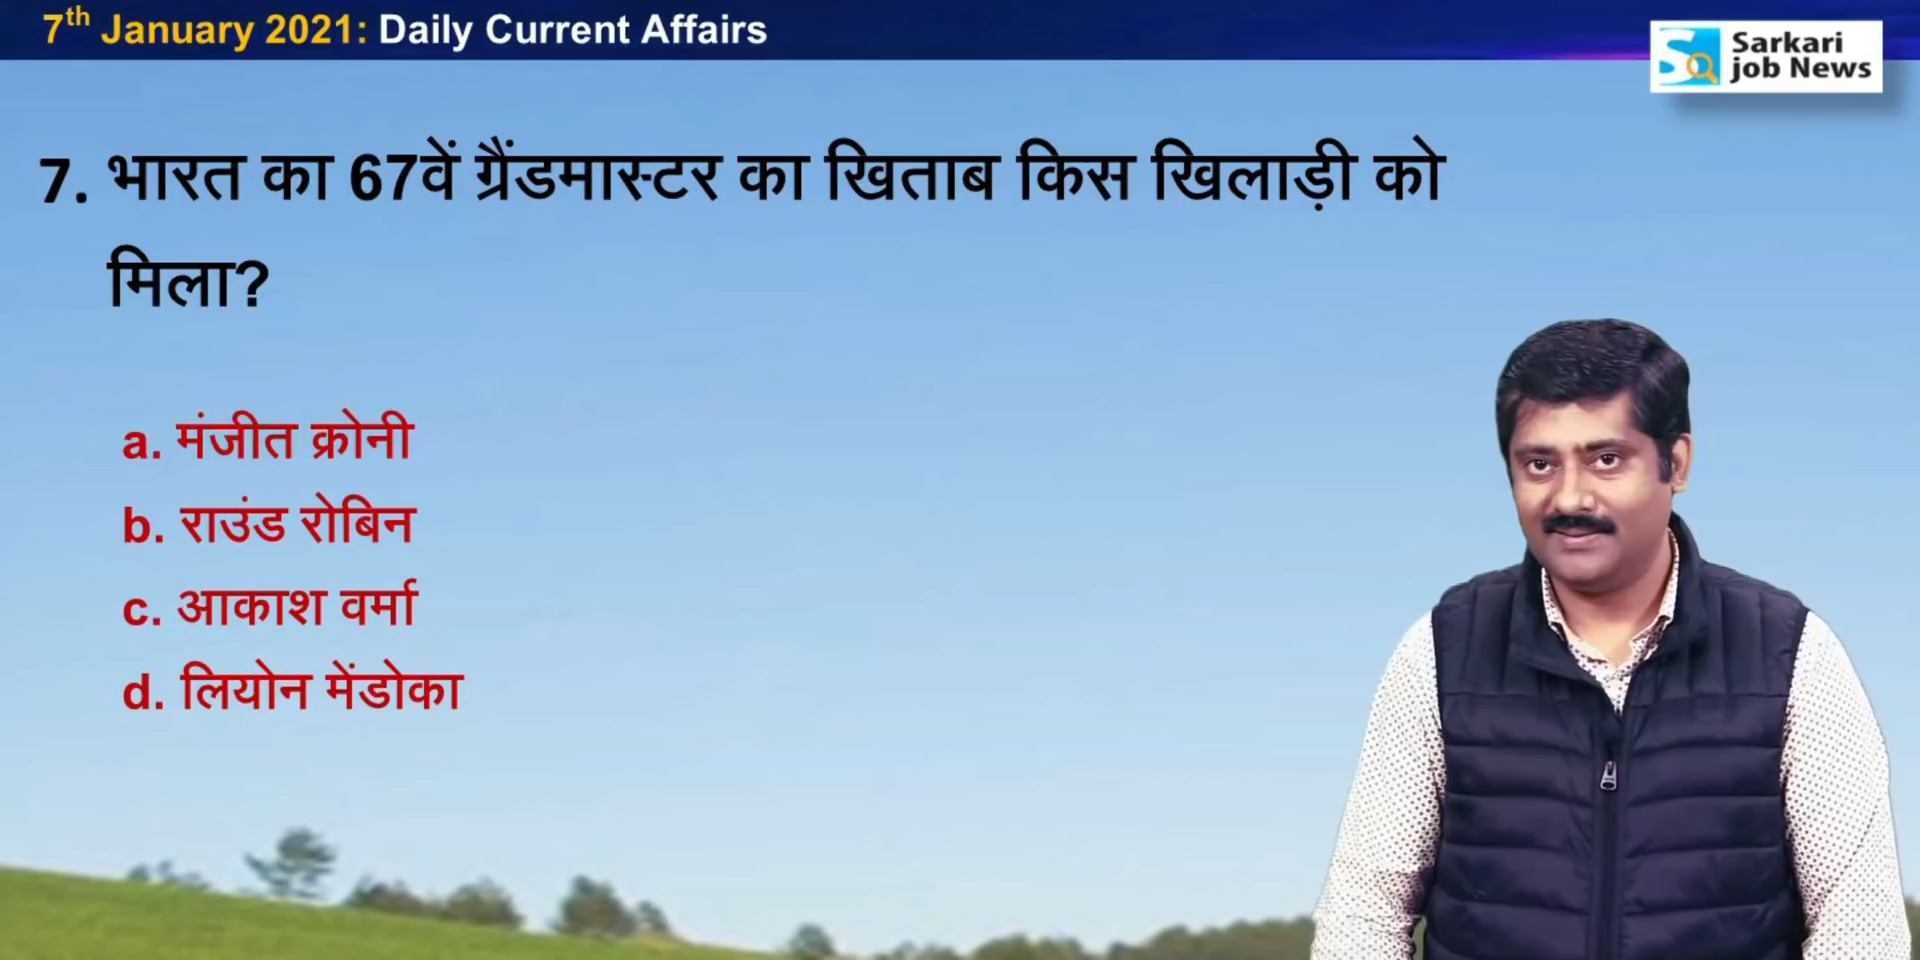 7th January 2021: Daily Current Affairs
Sarkari
job News
7. भारत का 67वें ग्रैंडमास्टर का खिताब किस खिलाड़ी को
मिला?
a. मंजीत क्रोनी
b. राउंड रोबिन
c. आकाश वर्मा
d. लियोन मेंडोका